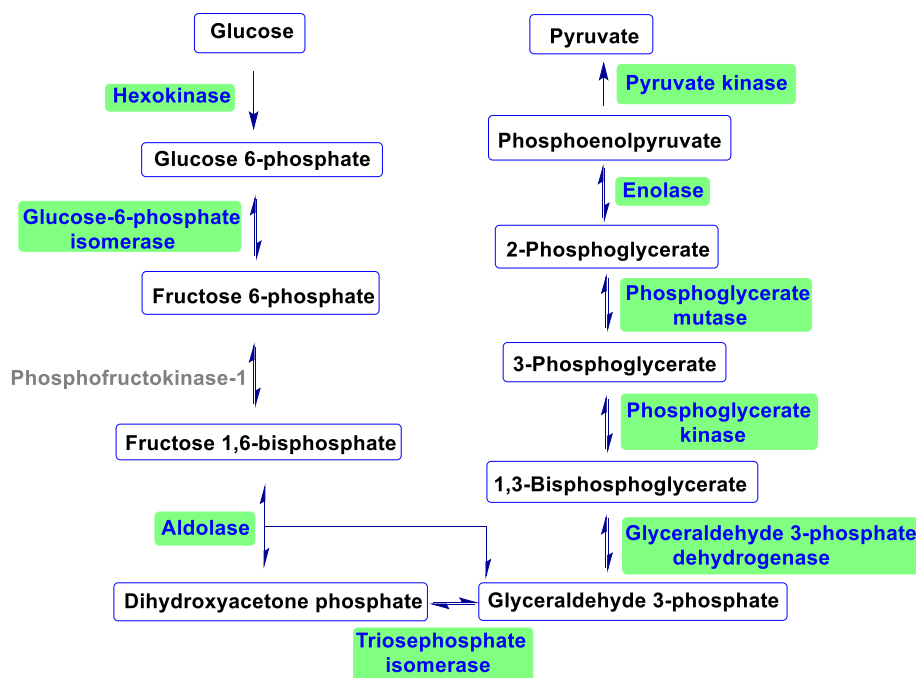 Glucose
Hexokinase
Glucose 6-phosphate
Glucose-6-phosphate
isomerase
Fructose 6-phosphate
Phosphofructokinase-1
Fructose 1,6-bisphosphate
Aldolase
Dihydroxyacetone phosphate
Triosephosphate
isomerase
Glyceraldehyde 3-phosphate
Glyceraldehyde 3-phosphate
dehydrogenase
1,3-Bisphosphoglycerate
Phosphoglycerate
kinase
3-Phosphoglycerate
Phosphoglycerate
mutase
2-Phosphoglycerate
Enolase
Phosphoenolpyruvate
Pyruvate kinase
Pyruvate